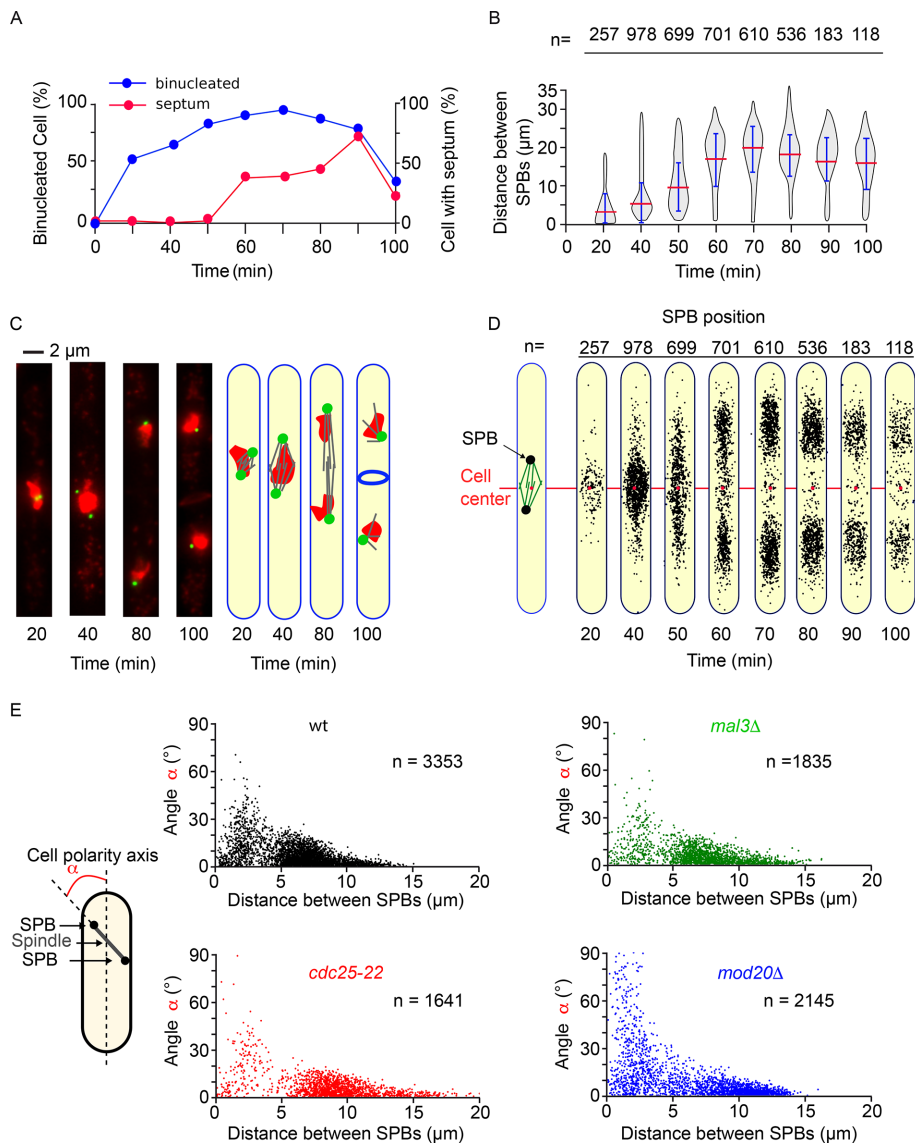 A
binucleated
septum
Binucleated Cell (%)
100
50
0
100
50
0
Cell with septum (%)
0 20 40 60 80 100
Time (min)
B
n= 257 978 699 701 610 536 183 118
Distance between
SPBs (µm)
35
30
20
10
0
0 20 40 50 60 70 80 90 100
Time (min)
C
2 µm
20 40 80 100
Time (min)
20 40 80 100
Time (min)
D
SPB position
n= 257 978 699 701 610 536 183 118
SPB
Cell
center
20 40 50 60 70 80 90 100
Time (min)
E
Cell polarity axis
α
SPB
Spindle
SPB
wt
n = 3353
Angle α (°)
90
60
30
0
0 5 10 15 20
Distance between SPBs (µm)
mal3Δ
n =1835
Angle α (°)
90
60
30
0
0 5 10 15 20
Distance between SPBs (µm)
cdc25-22
n = 1641
Angle α (°)
90
60
30
0
0 5 10 15 20
Distance between SPBs (µm)
mod20Δ
n = 2145
Angle α (°)
90
60
30
0
0 5 10 15 20
Distance between SPBs (µm)